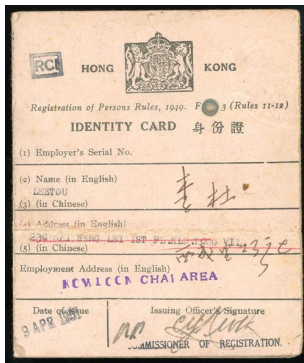 RCI
HONG KONG
Registration of Persons Rules, 1949. F 3 (Rules 11-12)
IDENTITY CARD 身份證
(1) Employer's Serial No.
(2) Name (in English)
LEETOU
(3) (in Chinese)
李杜
(4) Address (in English)
(5) (in Chinese)
Employment Address (in English)
KOWLOON CHAI AREA
Date of Issue Issuing Officer's Signature
9 APR
COMMISSIONER OF REGISTRATION.